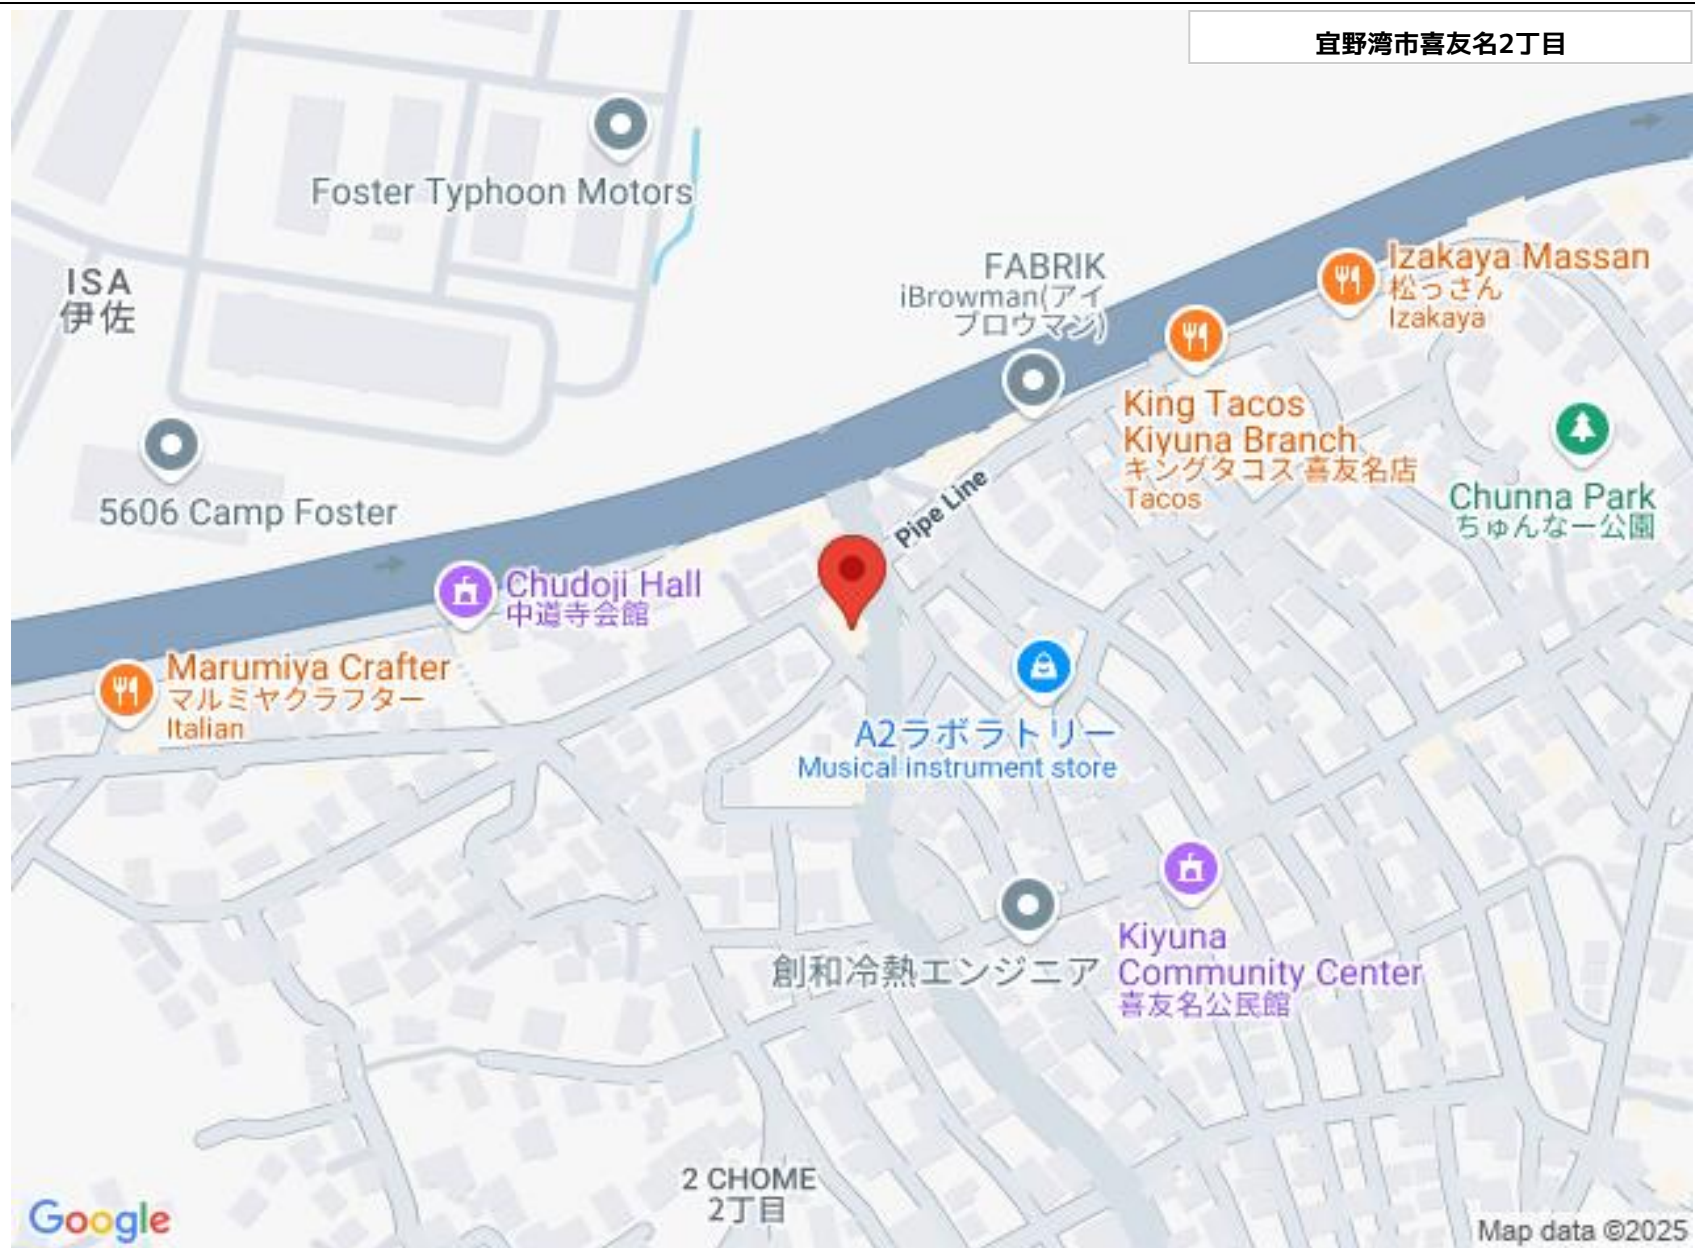 宜野湾市喜友名2丁目
Foster Typhoon Motors
ISA
伊佐
FABRIK
iBrowman(アイ
ブロウマン)
Izakaya Massan
松っさん
Izakaya
King Tacos
Kiyuna Branch
キングタコス 喜友名店
Tacos
Chunna Park
ちゅんなー公園
5606 Camp Foster
Pipe Line
Chudoji Hall
中道寺会館
Marumiya Crafter
マルミヤクラフター
Italian
A2ラボラトリー
Musical instrument store
創和冷熱エンジニア
Kiyuna
Community Center
喜友名公民館
2 CHOME
2丁目
Google
Map data ©2025